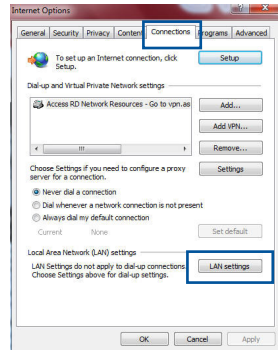 Internet Options
General Security Privacy Content Connections Programs Advanced
To set up an Internet connection, click
Setup.
Setup
Dial-up and Virtual Private Network settings
Access RD Network Resources - Go to vpn.as
Add...
Add VPN...
Remove...
Choose Settings if you need to configure a proxy
server for a connection.
Settings
Never dial a connection
Dial whenever a network connection is not present
Always dial my default connection
Current None
Set default
Local Area Network (LAN) settings
LAN Settings do not apply to dial-up connections.
Choose Settings above for dial-up settings.
LAN settings
OK Cancel Apply